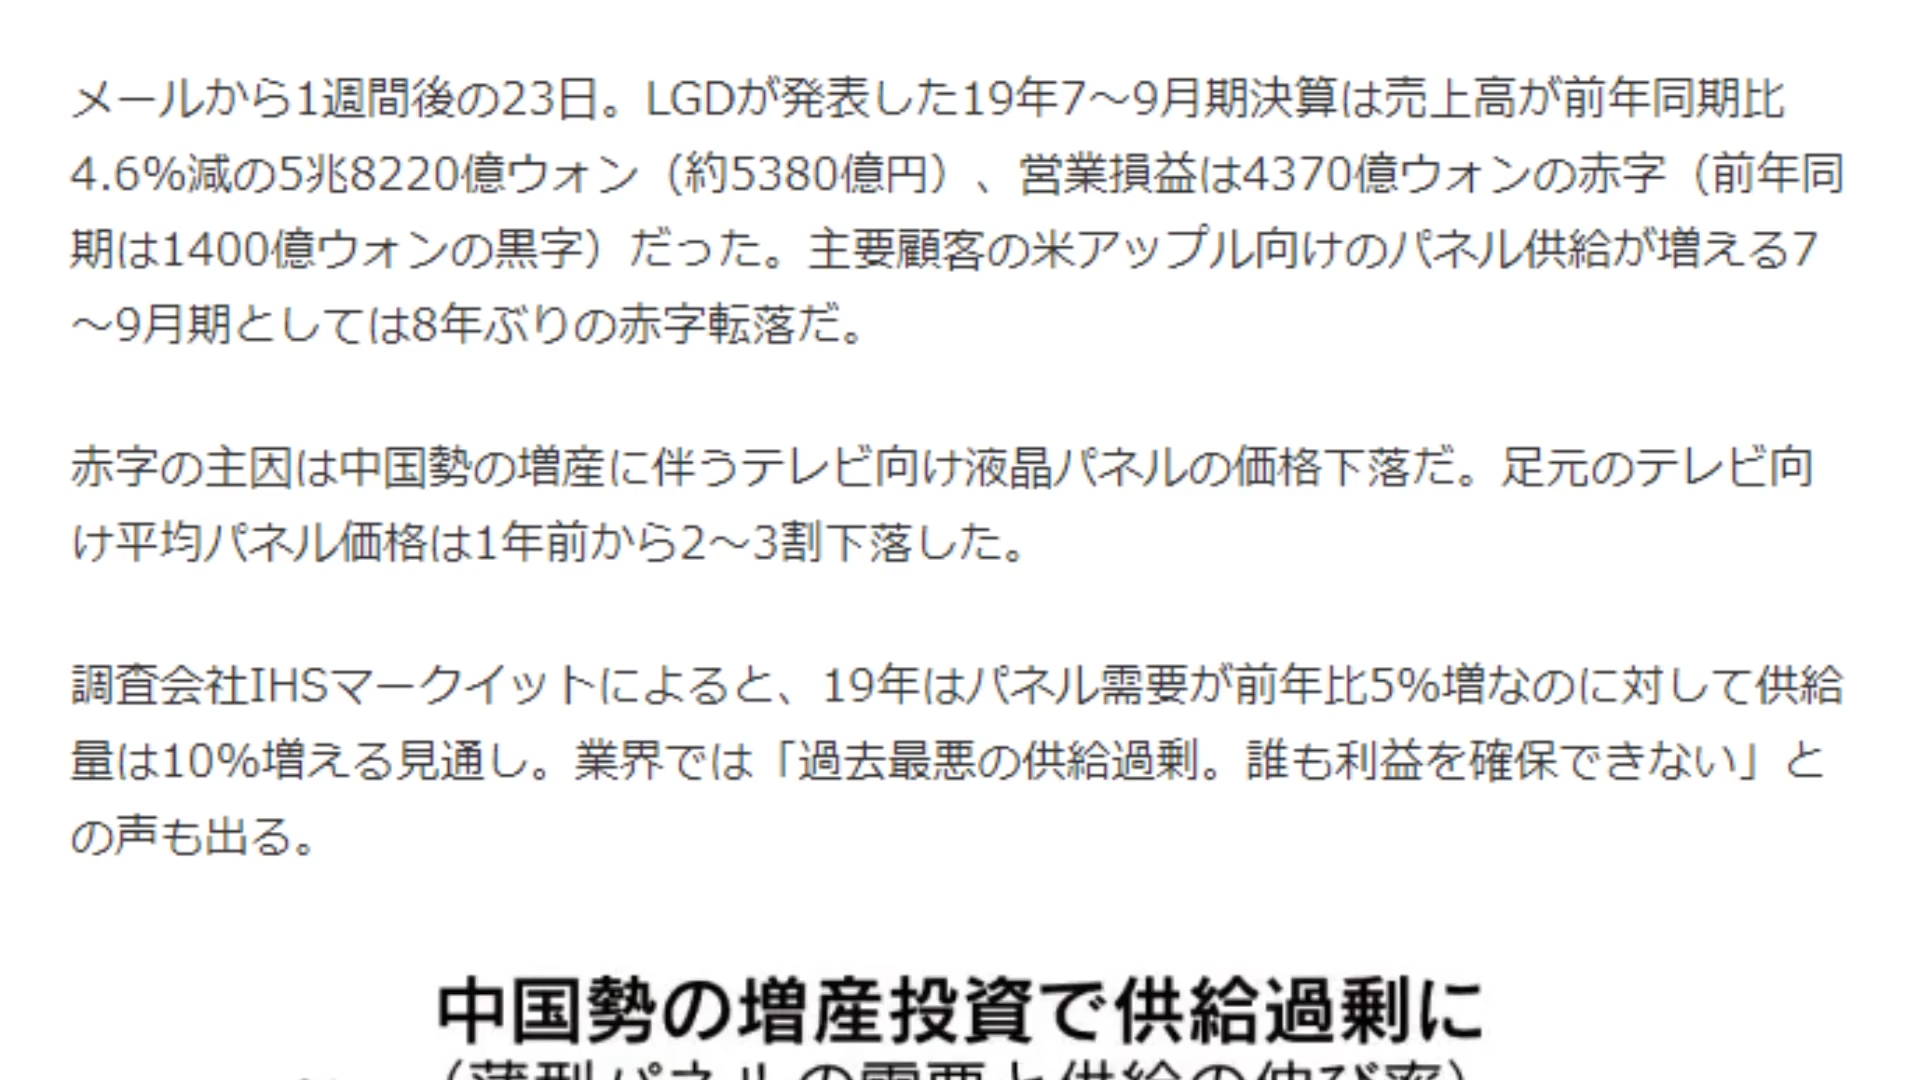 メールから1週間後の23日。LGDが発表した19年7～9月期決算は売上高が前年同期比
4.6%減の5兆8220億ウォン（約5380億円）、営業損益は4370億ウォンの赤字（前年同
期は1400億ウォンの黒字）だった。主要顧客の米アップル向けのパネル供給が増える7
～9月期としては8年ぶりの赤字転落だ。
赤字の主因は中国勢の増産に伴うテレビ向け液晶パネルの価格下落だ。足元のテレビ向
け平均パネル価格は1年前から2～3割下落した。
調査会社IHSマークイットによると、19年はパネル需要が前年比5%増なのに対して供給
量は10%増える見通し。業界では「過去最悪の供給過剰。誰も利益を確保できない」と
の声も出る。
中国勢の増産投資で供給過剰に
（薄型パネルの需要と供給の伸び率）